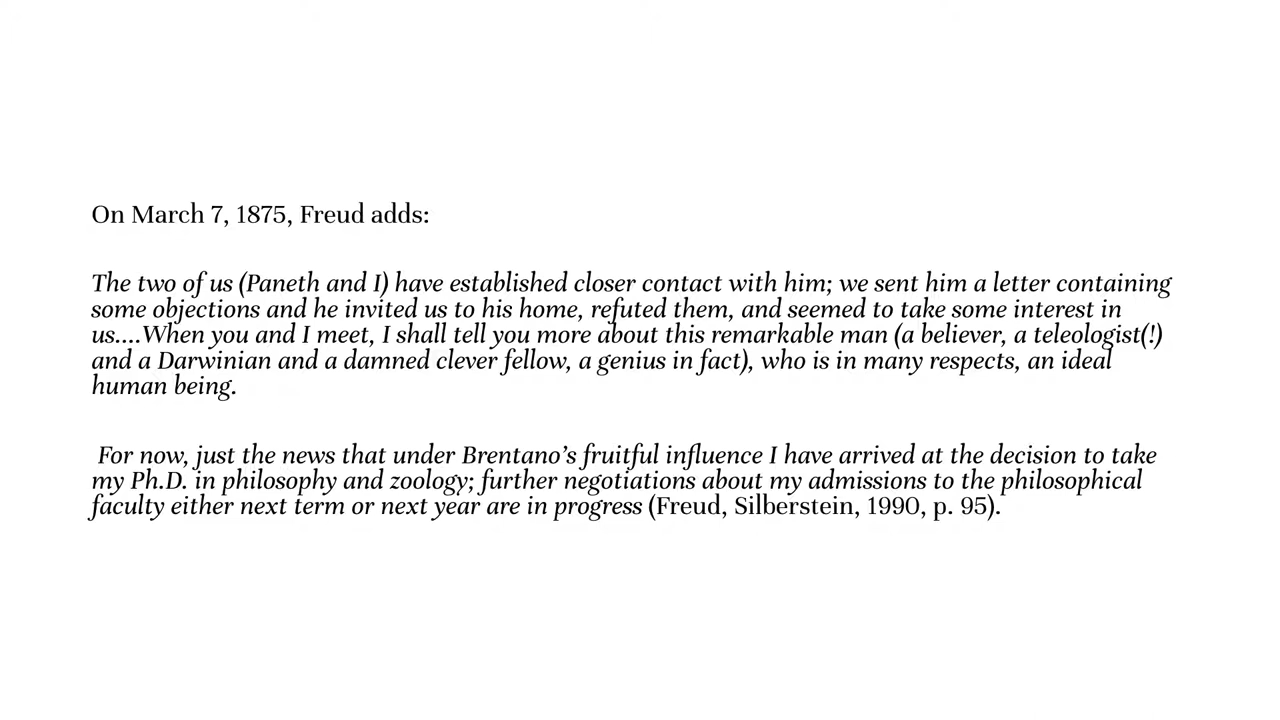 On March 7, 1875, Freud adds:
The two of us (Paneth and I) have established closer contact with him; we sent him a letter containing
some objections and he invited us to his home, refuted them, and seemed to take some interest in
us....When you and I meet, I shall tell you more about this remarkable man (a believer, a teleologist(!)
and a Darwinian and a damned clever fellow, a genius in fact), who is in many respects, an ideal
human being.
For now, just the news that under Brentano’s fruitful influence I have arrived at the decision to take
my Ph.D. in philosophy and zoology; further negotiations about my admissions to the philosophical
faculty either next term or next year are in progress (Freud, Silberstein, 1990, p. 95).